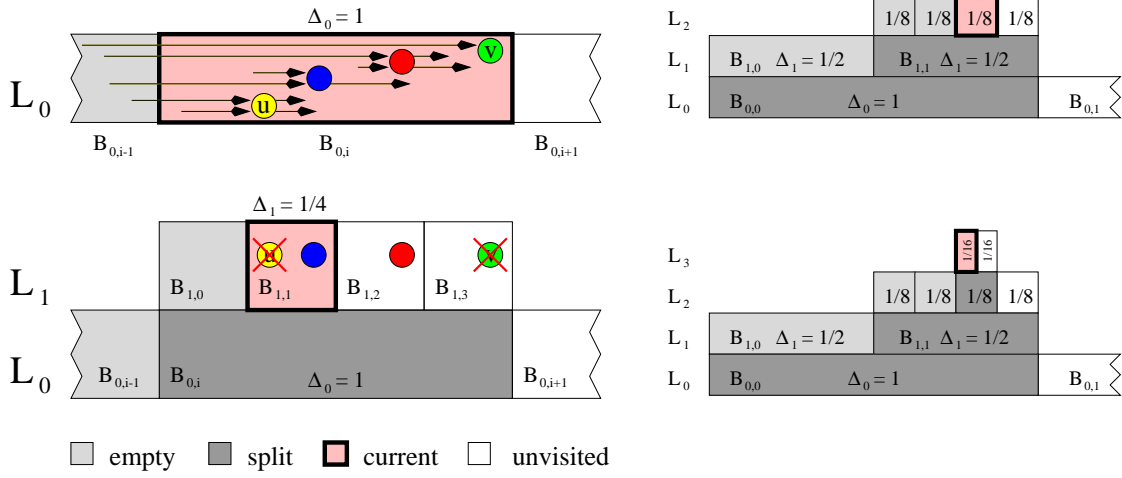 Δ₀ = 1
v
u
L₀
B₀,ᵢ₋₁
B₀,ᵢ
B₀,ᵢ₊₁
Δ₁ = 1/4
u
v
L₁
B₁,₀
B₁,₁
B₁,₂
B₁,₃
L₀
B₀,ᵢ₋₁
B₀,ᵢ
Δ₀ = 1
B₀,ᵢ₊₁
empty split current unvisited
L₂ 1/8 1/8 1/8 1/8
L₁ B₁,₀ Δ₁ = 1/2 B₁,₁ Δ₁ = 1/2
L₀ B₀,₀ Δ₀ = 1 B₀,₁
L₃ 1/16 1/16
L₂ 1/8 1/8 1/8 1/8
L₁ B₁,₀ Δ₁ = 1/2 B₁,₁ Δ₁ = 1/2
L₀ B₀,₀ Δ₀ = 1 B₀,₁